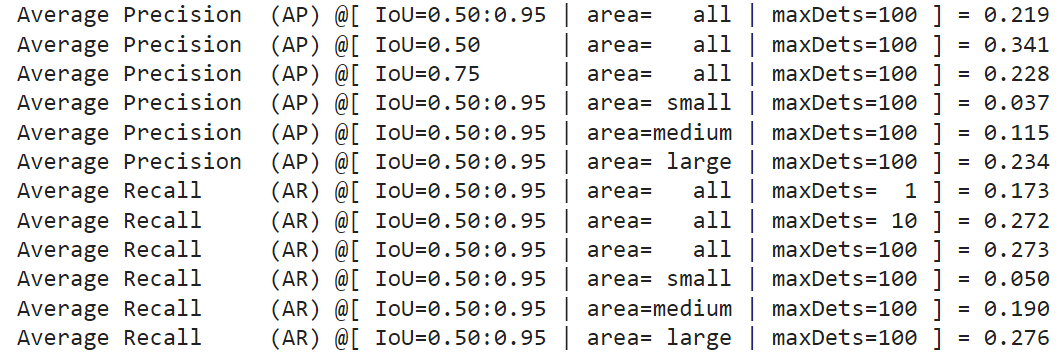 Average Precision  (AP) @[ IoU=0.50:0.95 | area=   all | maxDets=100 ] = 0.219
Average Precision  (AP) @[ IoU=0.50      | area=   all | maxDets=100 ] = 0.341
Average Precision  (AP) @[ IoU=0.75      | area=   all | maxDets=100 ] = 0.228
Average Precision  (AP) @[ IoU=0.50:0.95 | area= small | maxDets=100 ] = 0.037
Average Precision  (AP) @[ IoU=0.50:0.95 | area=medium | maxDets=100 ] = 0.115
Average Precision  (AP) @[ IoU=0.50:0.95 | area= large | maxDets=100 ] = 0.234
Average Recall     (AR) @[ IoU=0.50:0.95 | area=   all | maxDets=  1 ] = 0.173
Average Recall     (AR) @[ IoU=0.50:0.95 | area=   all | maxDets= 10 ] = 0.272
Average Recall     (AR) @[ IoU=0.50:0.95 | area=   all | maxDets=100 ] = 0.273
Average Recall     (AR) @[ IoU=0.50:0.95 | area= small | maxDets=100 ] = 0.050
Average Recall     (AR) @[ IoU=0.50:0.95 | area=medium | maxDets=100 ] = 0.190
Average Recall     (AR) @[ IoU=0.50:0.95 | area= large | maxDets=100 ] = 0.276